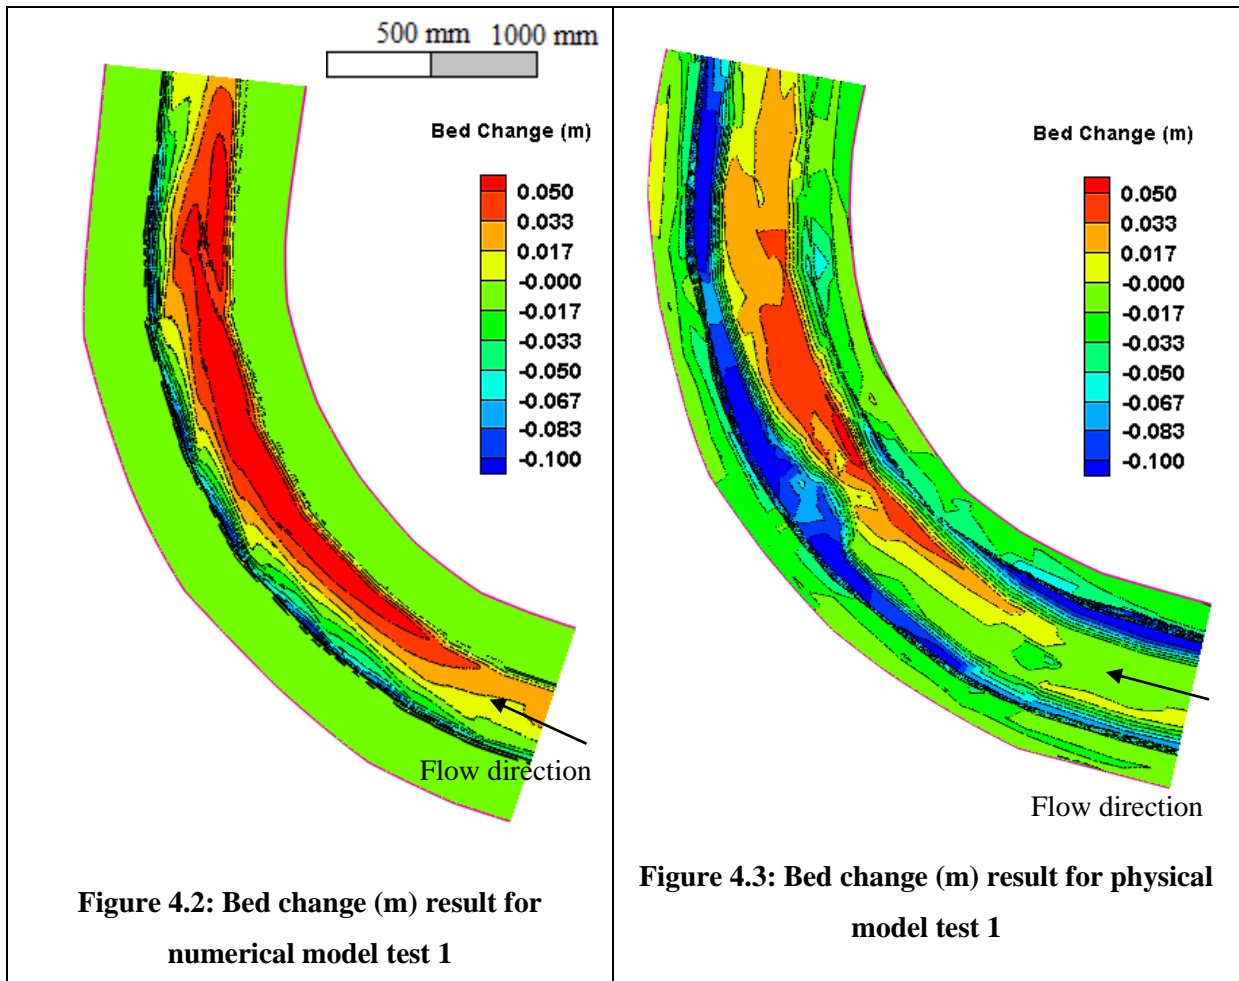 500 mm 1000 mm
Bed Change (m)
0.050
0.033
0.017
-0.000
-0.017
-0.033
-0.050
-0.067
-0.083
-0.100
Flow direction
Figure 4.2: Bed change (m) result for
numerical model test 1
Bed Change (m)
0.050
0.033
0.017
-0.000
-0.017
-0.033
-0.050
-0.067
-0.083
-0.100
Flow direction
Figure 4.3: Bed change (m) result for physical
model test 1